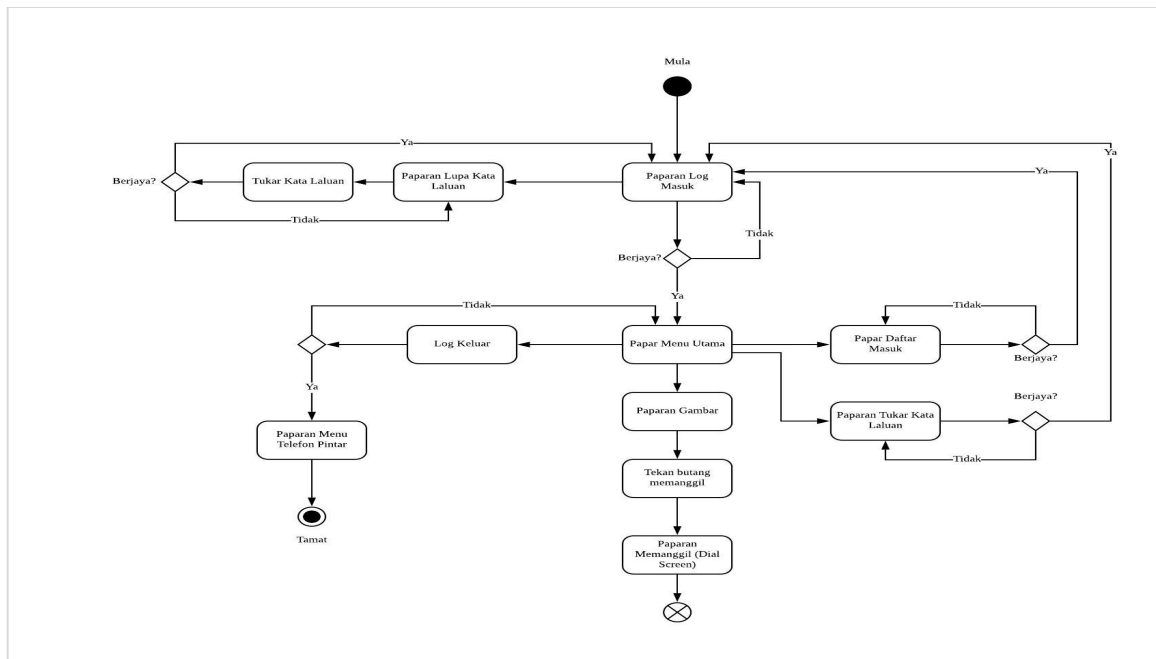 Mula
Ya
Ya
Berjaya?
Tukar Kata Laluan
Paparan Lupa Kata
Laluan
Paparan Log
Masuk
Ya
Tidak
Tidak
Berjaya?
Ya
Tidak
Tidak
Log Keluar
Papar Menu Utama
Papar Daftar
Masuk
Berjaya?
Ya
Paparan Gambar
Berjaya?
Paparan Tukar Kata
Laluan
Tidak
Paparan Menu
Telefon Pintar
Tekan butang
memanggil
Tamat
Paparan
Memanggil (Dial
Screen)